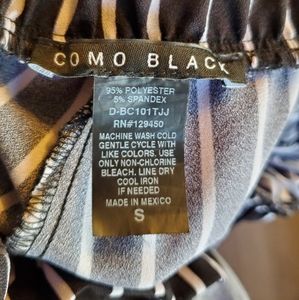 COMO BLACK
95% POLYESTER
5% SPANDEX
D-BC101TJJ
RN#129450
MACHINE WASH COLD
GENTLE CYCLE WITH
LIKE COLORS. USE
ONLY NON-CHLORINE
BLEACH. LINE DRY
COOL IRON
IF NEEDED
MADE IN MEXICO
S